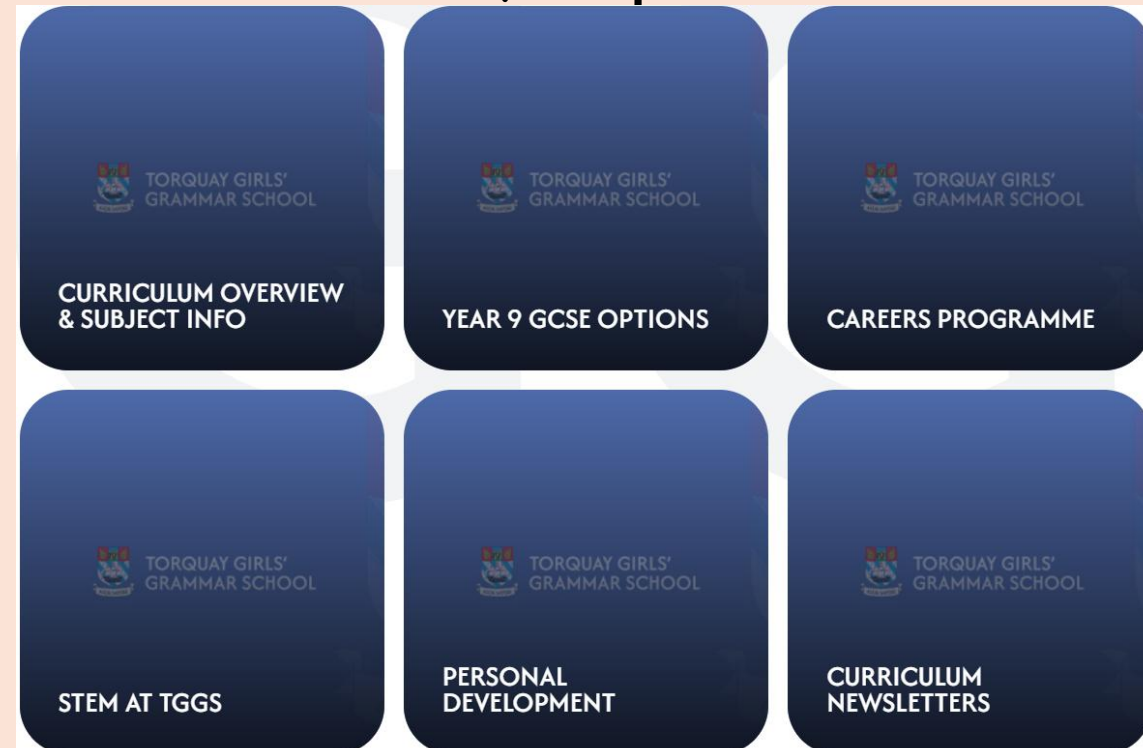 TORQUAY GIRLS'
GRAMMAR SCHOOL
CURRICULUM OVERVIEW
& SUBJECT INFO
TORQUAY GIRLS'
GRAMMAR SCHOOL
YEAR 9 GCSE OPTIONS
TORQUAY GIRLS'
GRAMMAR SCHOOL
CAREERS PROGRAMME
TORQUAY GIRLS'
GRAMMAR SCHOOL
STEM AT TGGS
TORQUAY GIRLS'
GRAMMAR SCHOOL
PERSONAL
DEVELOPMENT
TORQUAY GIRLS'
GRAMMAR SCHOOL
CURRICULUM
NEWSLETTERS